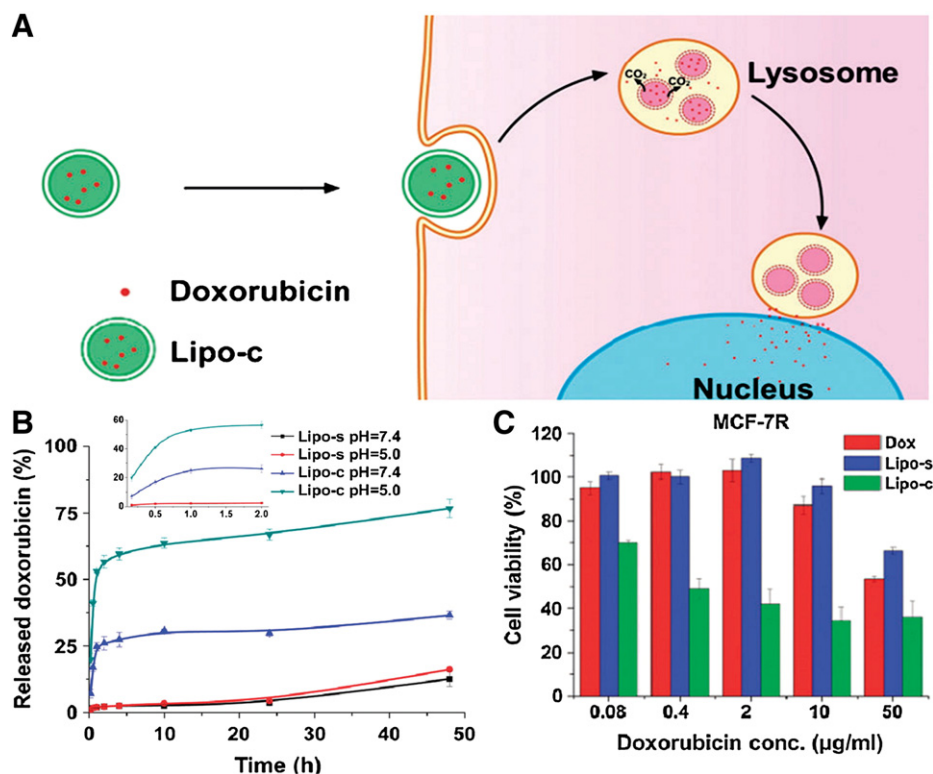 A
CO₂
CO₂
Lysosome
Doxorubicin
Lipo-c
Nucleus
B
Released doxorubicin (%)
100
75
50
25
0
60
40
20
0
0.5
1.0
1.5
2.0
Lipo-s pH=7.4
Lipo-s pH=5.0
Lipo-c pH=7.4
Lipo-c pH=5.0
0
10
20
30
40
50
Time (h)
C
MCF-7R
Cell viability (%)
120
100
80
60
40
20
0
Dox
Lipo-s
Lipo-c
0.08
0.4
2
10
50
Doxorubicin conc. (µg/ml)